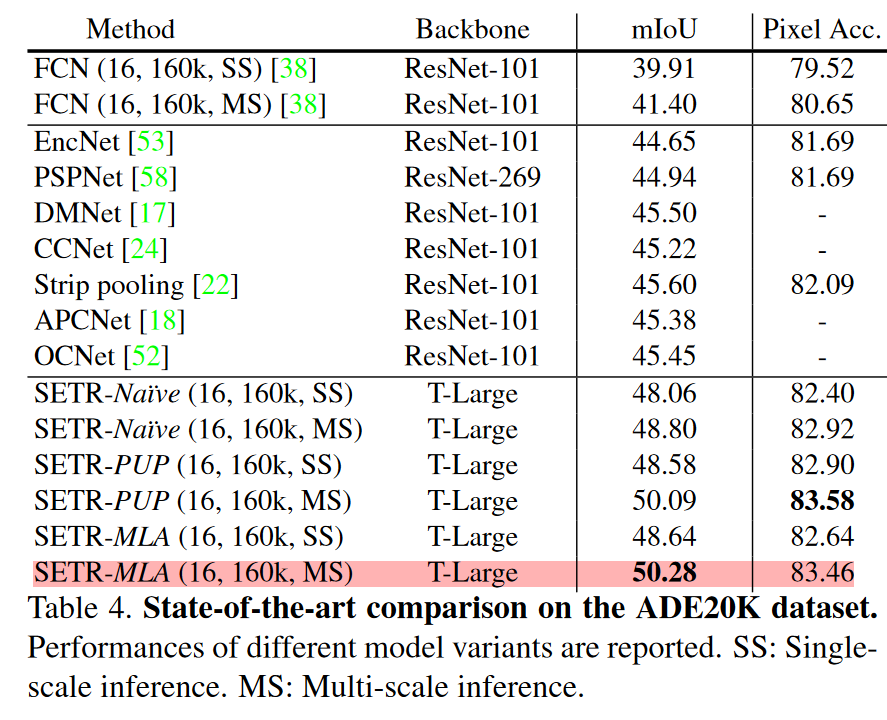 Method Backbone mIoU Pixel Acc.
FCN (16, 160k, SS) [38] ResNet-101 39.91 79.52
FCN (16, 160k, MS) [38] ResNet-101 41.40 80.65
EncNet [53] ResNet-101 44.65 81.69
PSPNet [58] ResNet-269 44.94 81.69
DMNet [17] ResNet-101 45.50 -
CCNet [24] ResNet-101 45.22 -
Strip pooling [22] ResNet-101 45.60 82.09
APCNet [18] ResNet-101 45.38 -
OCNet [52] ResNet-101 45.45 -
SETR-Naïve (16, 160k, SS) T-Large 48.06 82.40
SETR-Naïve (16, 160k, MS) T-Large 48.80 82.92
SETR-PUP (16, 160k, SS) T-Large 48.58 82.90
SETR-PUP (16, 160k, MS) T-Large 50.09 83.58
SETR-MLA (16, 160k, SS) T-Large 48.64 82.64
SETR-MLA (16, 160k, MS) T-Large 50.28 83.46
Table 4. State-of-the-art comparison on the ADE20K dataset.
Performances of different model variants are reported. SS: Single-
scale inference. MS: Multi-scale inference.